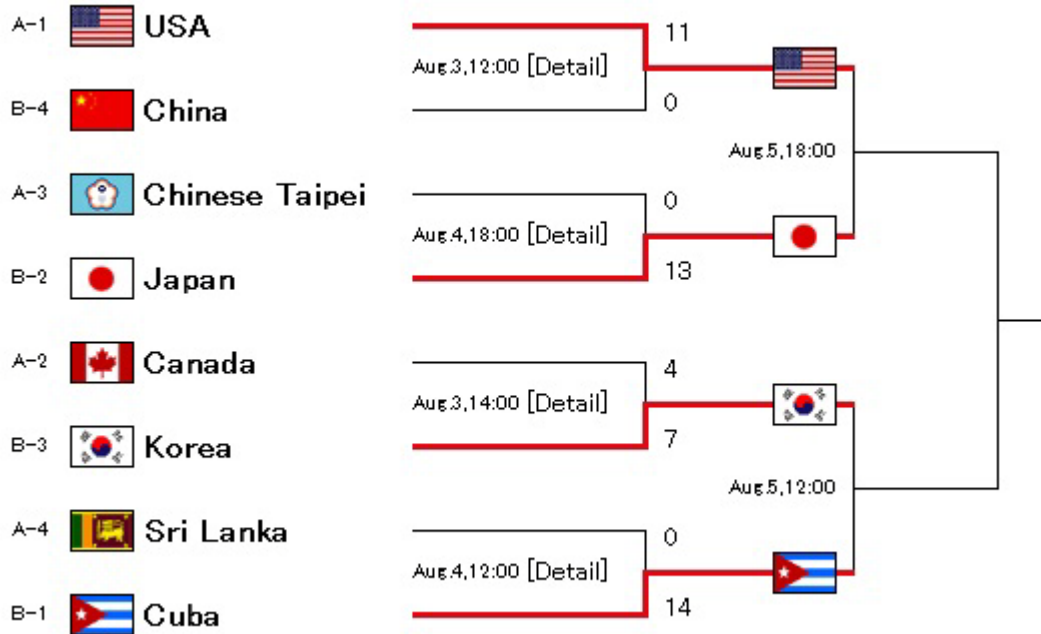 A-1 USA 11
Aug.3,12:00 [Detail]
B-4 China 0
Aug.5,18:00
A-3 Chinese Taipei 0
Aug.4,18:00 [Detail]
B-2 Japan 13
A-2 Canada 4
Aug.3,14:00 [Detail]
B-3 Korea 7
Aug.5,12:00
A-4 Sri Lanka 0
Aug.4,12:00 [Detail]
B-1 Cuba 14